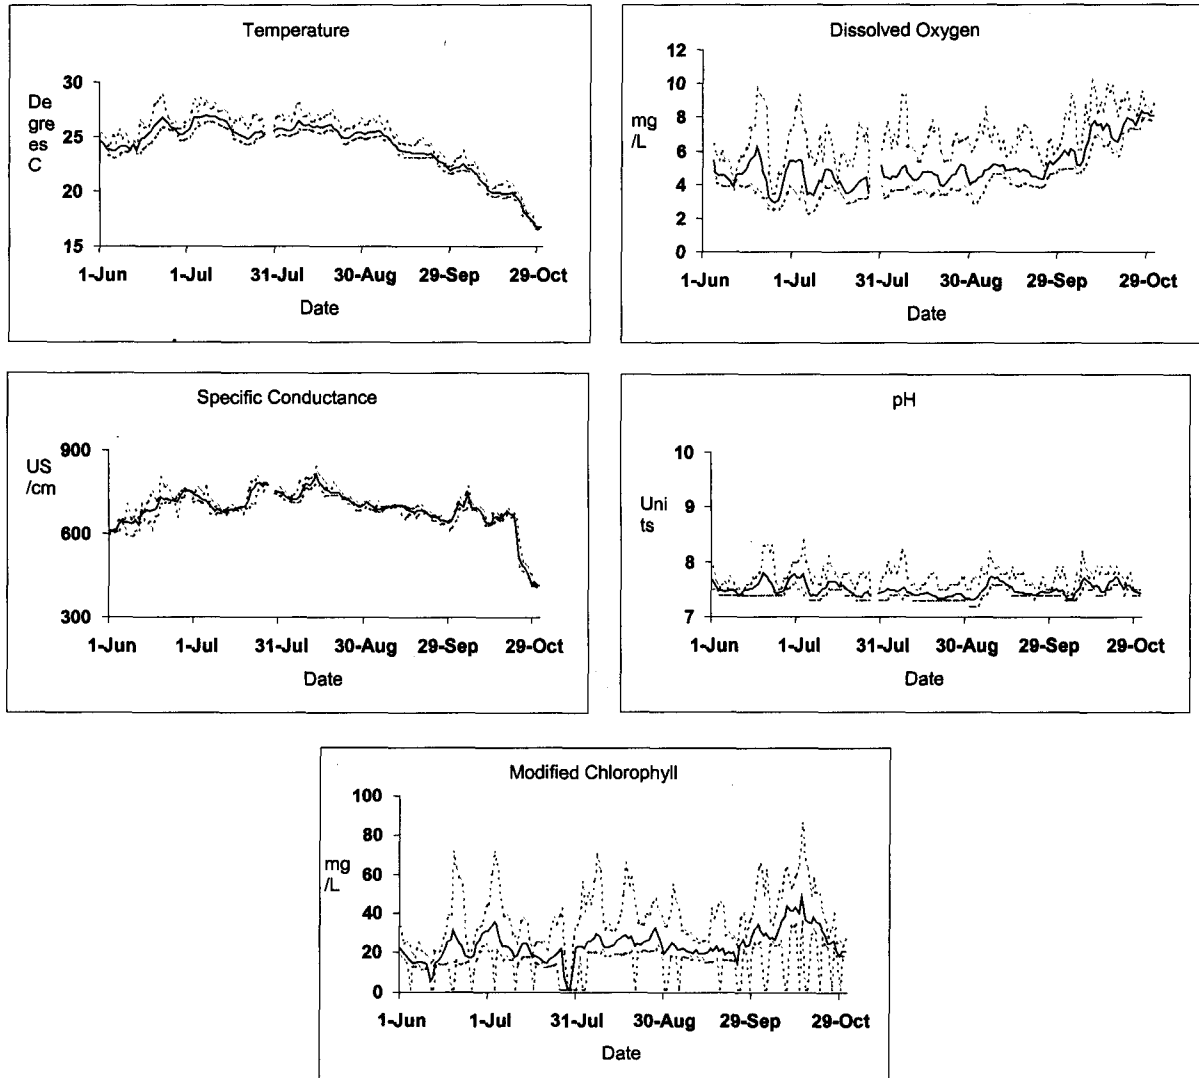 Temperature
30
25
20
15
De
gre
es
C
1-Jun 1-Jul 31-Jul 30-Aug 29-Sep 29-Oct
Date
Dissolved Oxygen
12
10
8
6
4
2
0
mg
/L
1-Jun 1-Jul 31-Jul 30-Aug 29-Sep 29-Oct
Date
Specific Conductance
900
600
300
US
/cm
1-Jun 1-Jul 31-Jul 30-Aug 29-Sep 29-Oct
Date
pH
10
9
8
7
Uni
ts
1-Jun 1-Jul 31-Jul 30-Aug 29-Sep 29-Oct
Date
Modified Chlorophyll
100
80
60
40
20
0
mg
/L
1-Jun 1-Jul 31-Jul 30-Aug 29-Sep 29-Oct
Date